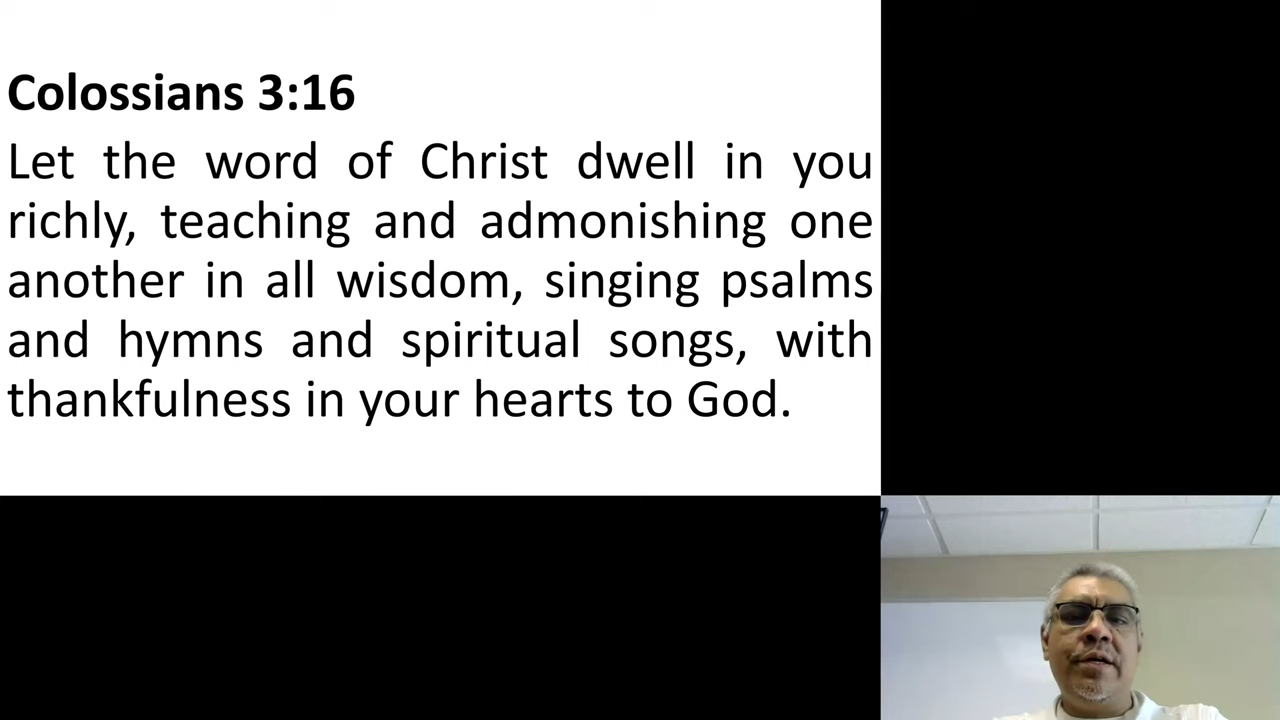 Colossians 3:16
Let the word of Christ dwell in you
richly, teaching and admonishing one
another in all wisdom, singing psalms
and hymns and spiritual songs, with
thankfulness in your hearts to God.